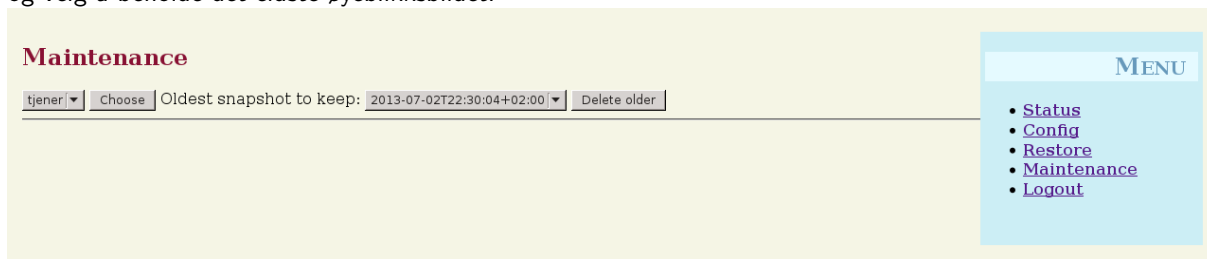 og velg å beholde det eldste øyeblikksbildet.
Maintenance
tjener Choose Oldest snapshot to keep: 2013-07-02T22:30:04+02:00 Delete older
MENU
Status
Config
Restore
Maintenance
Logout